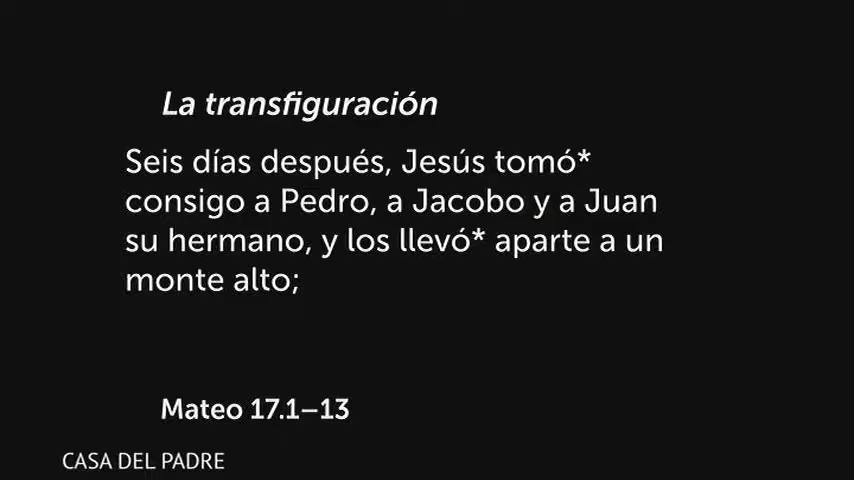 La transfiguración
Seis días después, Jesús tomó*
consigo a Pedro, a Jacobo y a Juan
su hermano, y los llevó* aparte a un
monte alto;
Mateo 17.1–13
CASA DEL PADRE